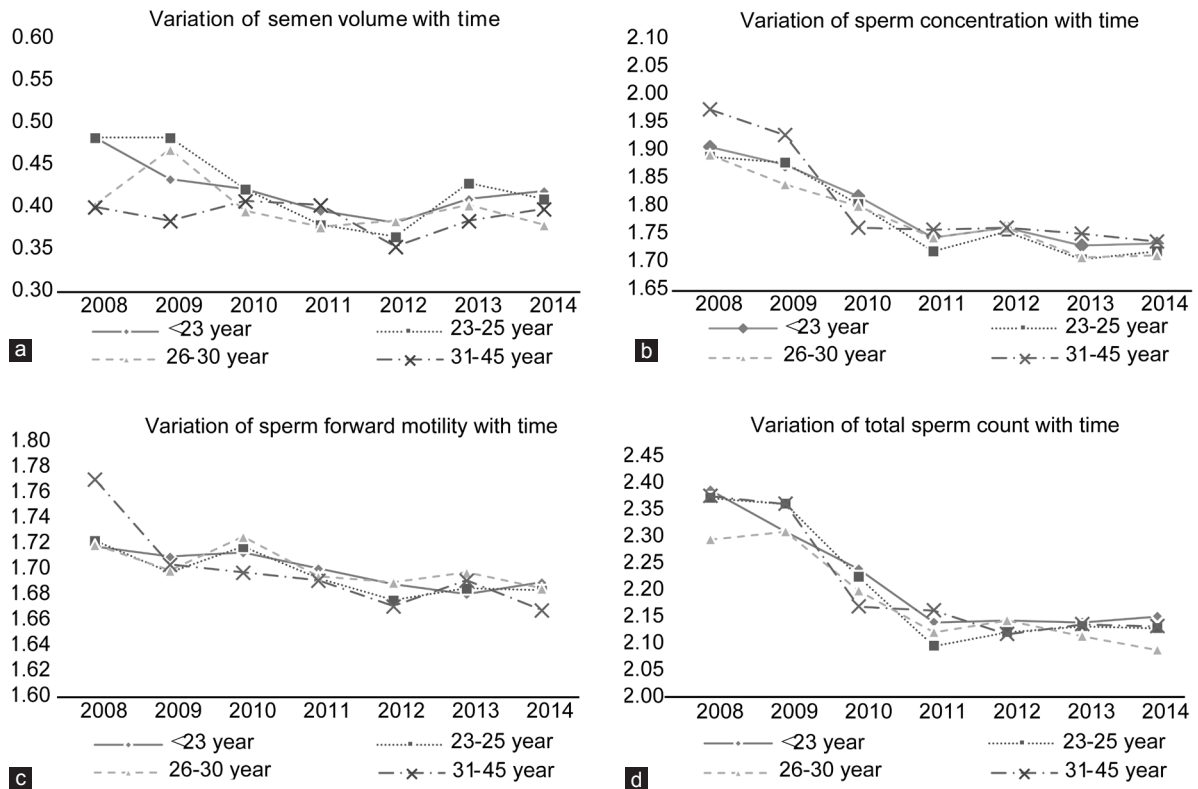 Variation of semen volume with time
0.60
0.55
0.50
0.45
0.40
0.35
0.30
2008 2009 2010 2011 2012 2013 2014
<23 year 23-25 year
26-30 year 31-45 year
a
Variation of sperm concentration with time
2.10
2.05
2.00
1.95
1.90
1.85
1.80
1.75
1.70
1.65
2008 2009 2010 2011 2012 2013 2014
<23 year 23-25 year
26-30 year 31-45 year
b
Variation of sperm forward motility with time
1.80
1.78
1.76
1.74
1.72
1.70
1.68
1.66
1.64
1.62
1.60
2008 2009 2010 2011 2012 2013 2014
<23 year 23-25 year
26-30 year 31-45 year
c
Variation of total sperm count with time
2.45
2.40
2.35
2.30
2.25
2.20
2.15
2.10
2.05
2.00
2008 2009 2010 2011 2012 2013 2014
<23 year 23-25 year
26-30 year 31-45 year
d